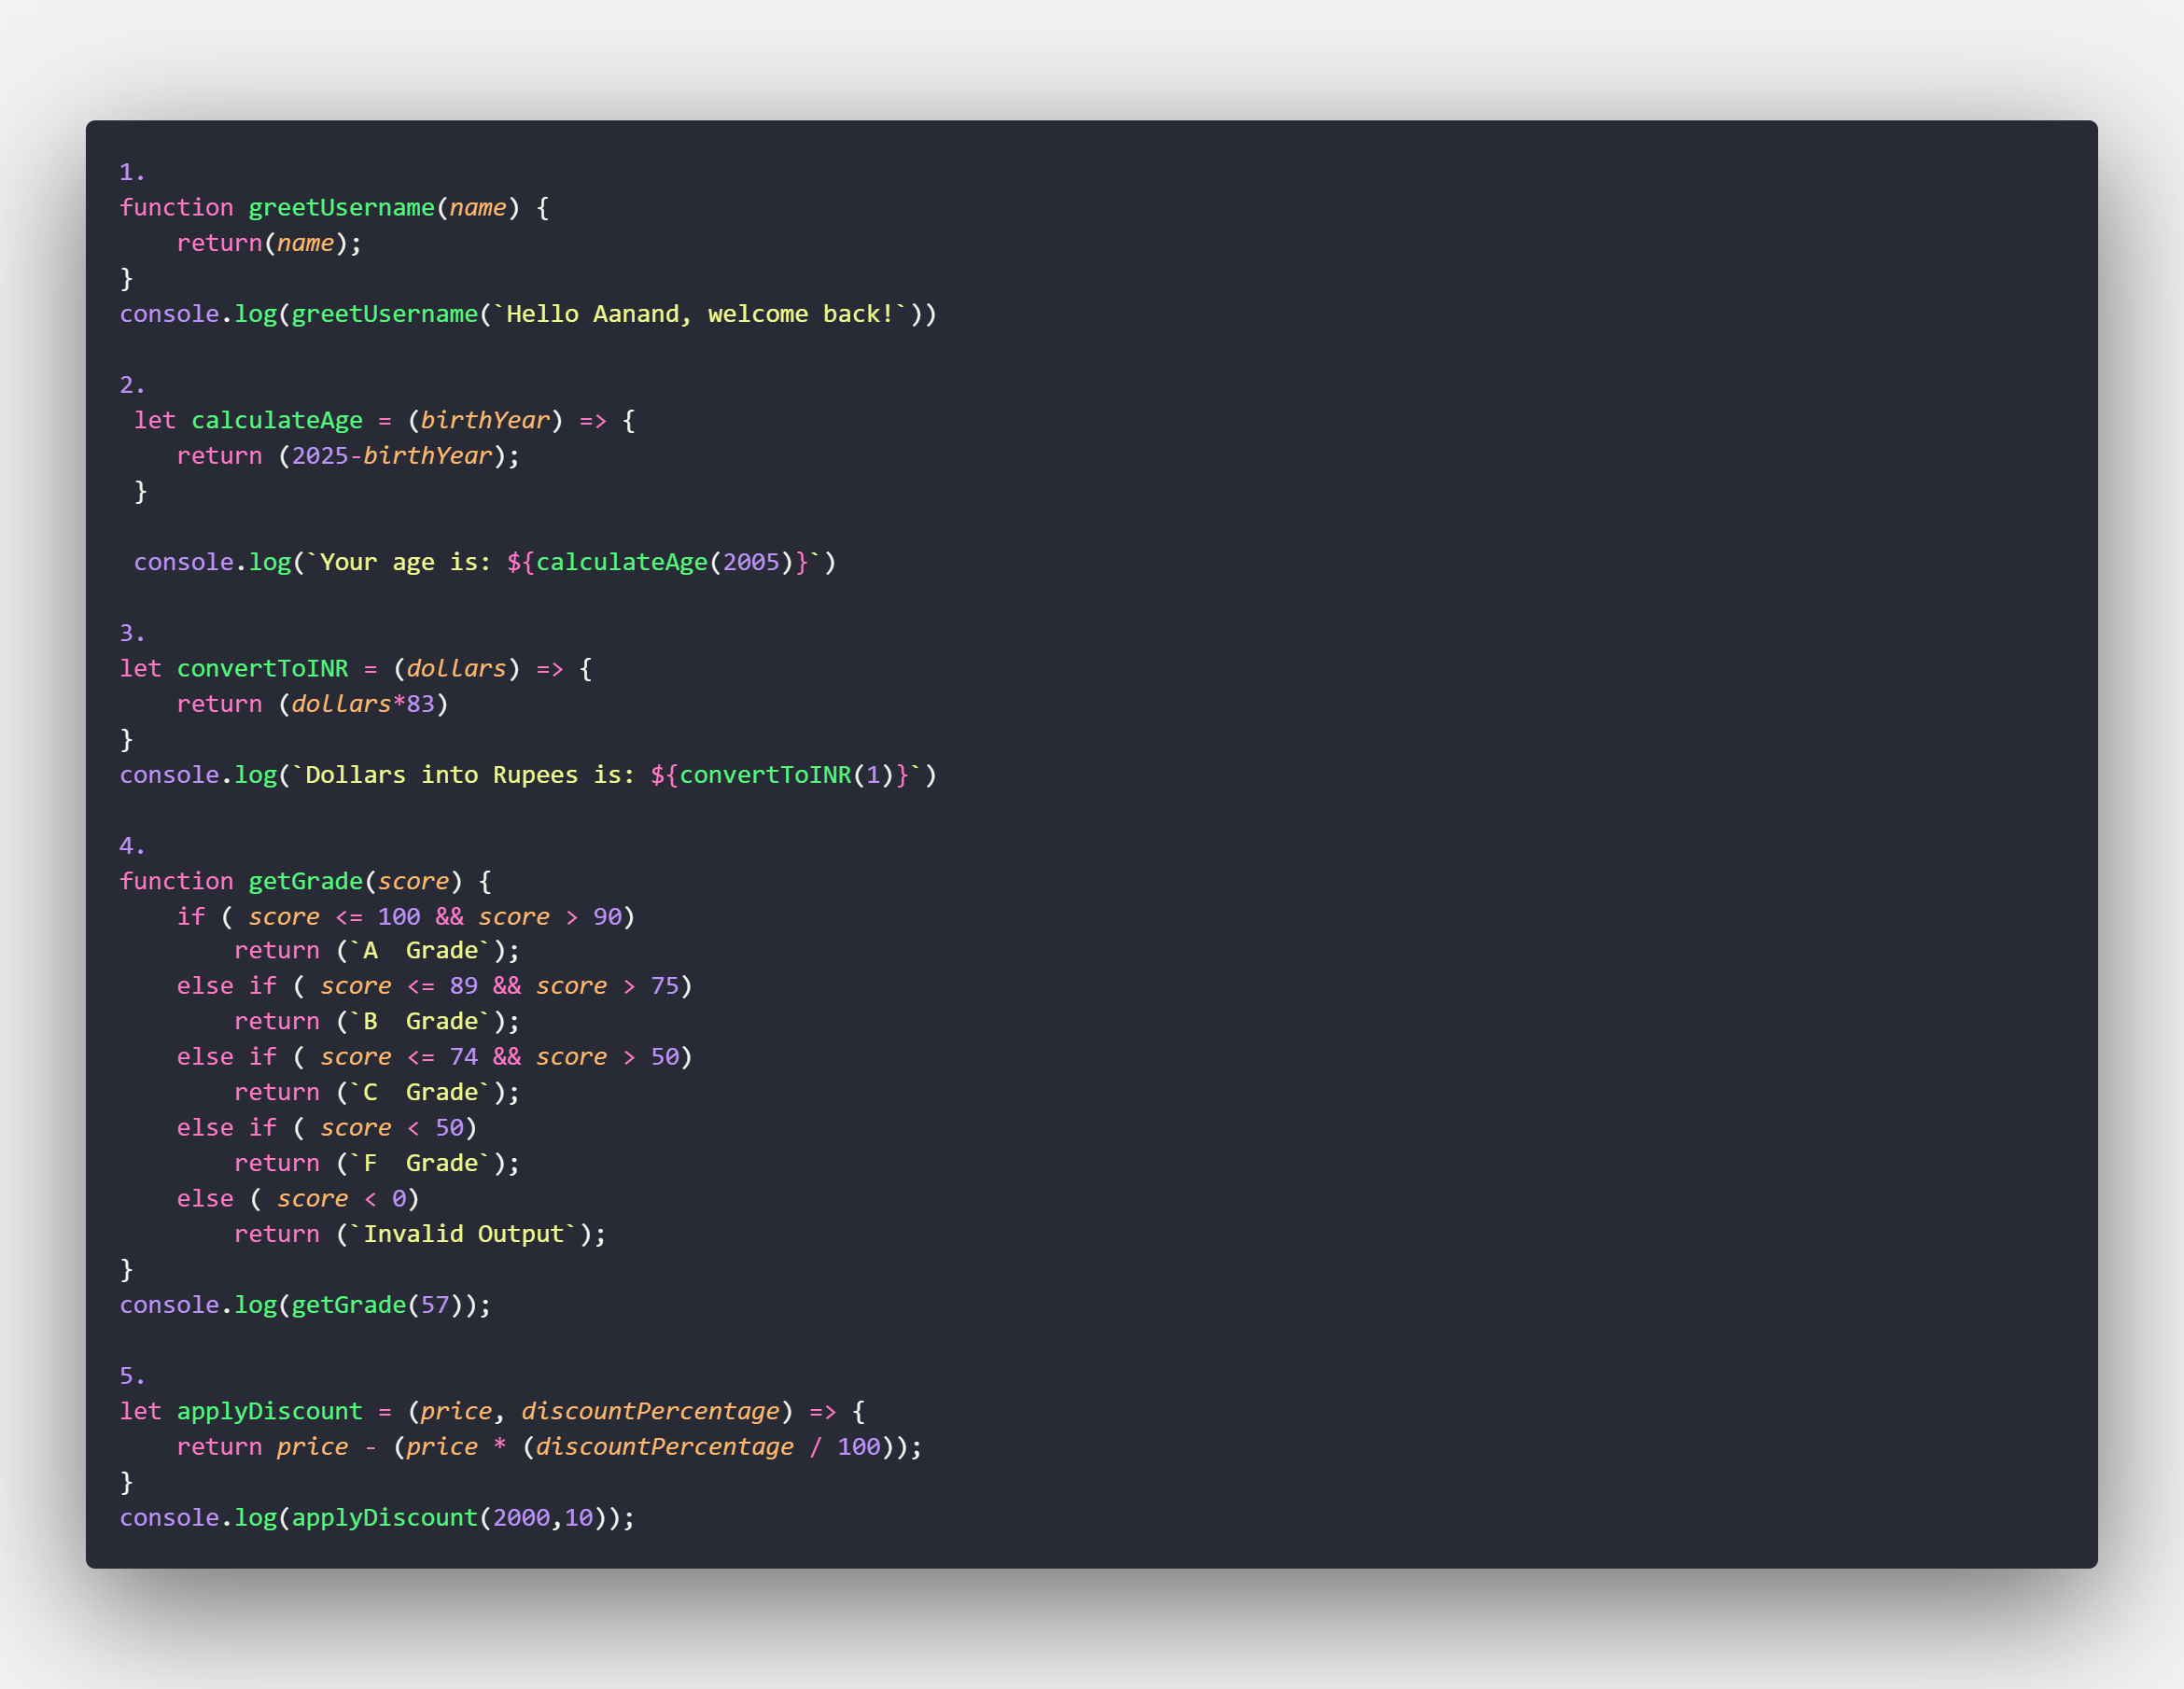 1.
function greetUsername(name) {
    return(name);
}
console.log(greetUsername(`Hello Aanand, welcome back!`))

2.
 let calculateAge = (birthYear) => {
    return (2025-birthYear);
 }

 console.log(`Your age is: ${calculateAge(2005)}`)

3.
let convertToINR = (dollars) => {
    return (dollars*83)
}
console.log(`Dollars into Rupees is: ${convertToINR(1)}`)

4.
function getGrade(score) {
    if ( score <= 100 && score > 90)
        return (`A  Grade`);
    else if ( score <= 89 && score > 75)
        return (`B  Grade`);
    else if ( score <= 74 && score > 50)
        return (`C  Grade`);
    else if ( score < 50)
        return (`F  Grade`);
    else ( score < 0)
        return (`Invalid Output`);
}
console.log(getGrade(57));

5.
let applyDiscount = (price, discountPercentage) => {
    return price - (price * (discountPercentage / 100));
}
console.log(applyDiscount(2000,10));